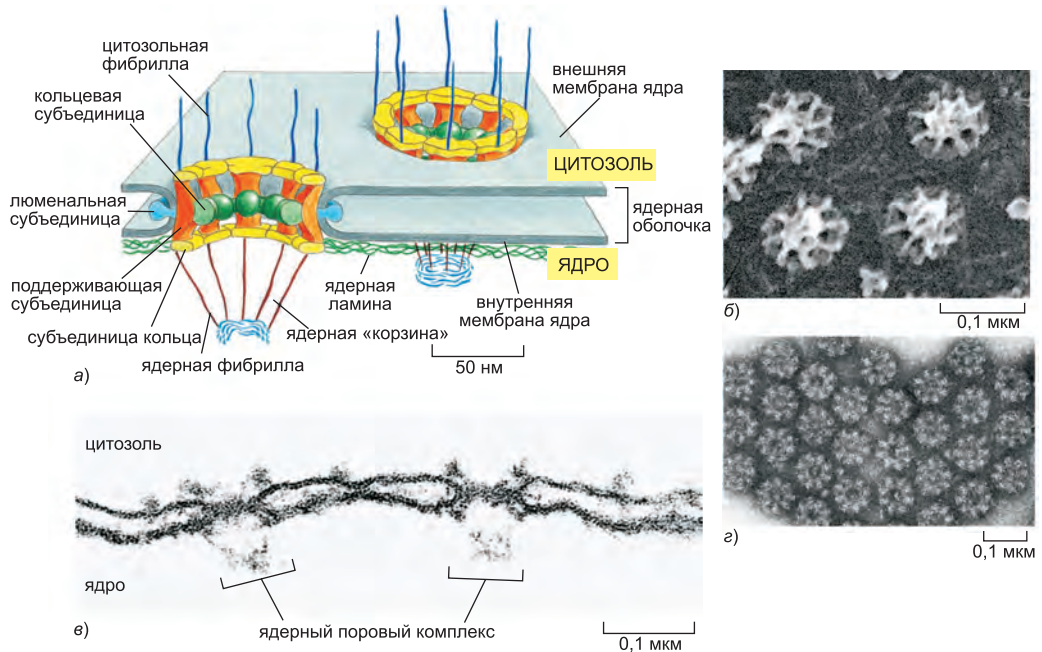 цитозольная
фибрилла
кольцевая
субъединица
люменальная
субъединица
поддерживающая
субъединица
субъединица кольца
ядерная фибрилла
ядерная «корзина»
ядерная
ламина
внешняя
мембрана ядра
ЦИТОЗОЛЬ
ядерная
оболочка
ЯДРО
внутренняя
мембрана ядра
50 нм
а)
б)
0,1 мкм
цитозоль
ядро
ядерный поровый комплекс
0,1 мкм
в)
г)
0,1 мкм